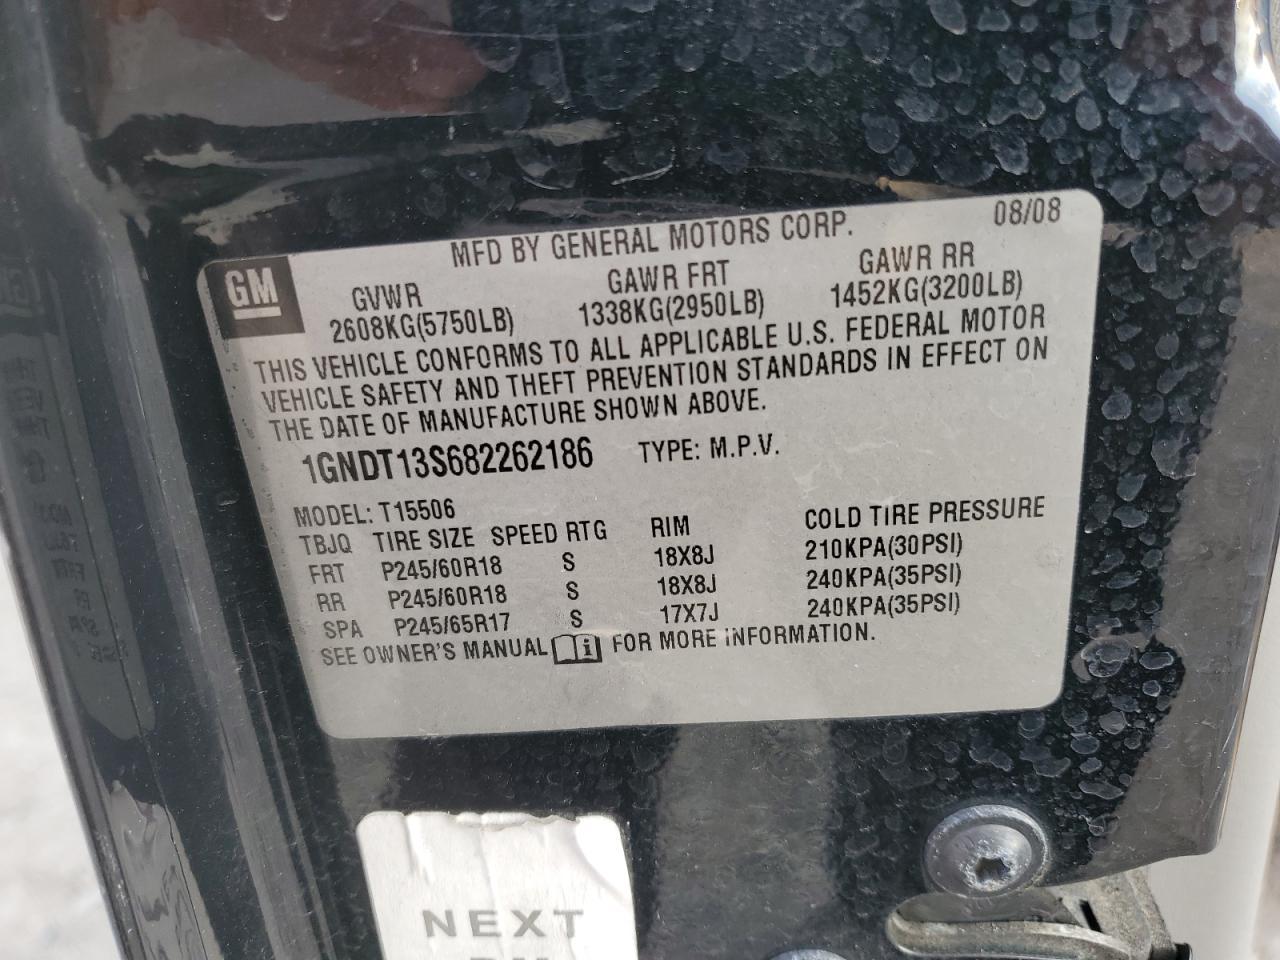 MFD BY GENERAL MOTORS CORP. 08/08
GM
GVWR GAWR FRT GAWR RR
2608KG(5750LB) 1338KG(2950LB) 1452KG(3200LB)
THIS VEHICLE CONFORMS TO ALL APPLICABLE U.S. FEDERAL MOTOR
VEHICLE SAFETY AND THEFT PREVENTION STANDARDS IN EFFECT ON
THE DATE OF MANUFACTURE SHOWN ABOVE.
1GNDT13S682262186 TYPE: M.P.V.
MODEL: T15506
TBJQ TIRE SIZE SPEED RTG RIM COLD TIRE PRESSURE
FRT P245/60R18 S 18X8J 210KPA(30PSI)
RR P245/60R18 S 18X8J 240KPA(35PSI)
SPA P245/65R17 S 17X7J 240KPA(35PSI)
SEE OWNER'S MANUAL i FOR MORE INFORMATION.
NEXT